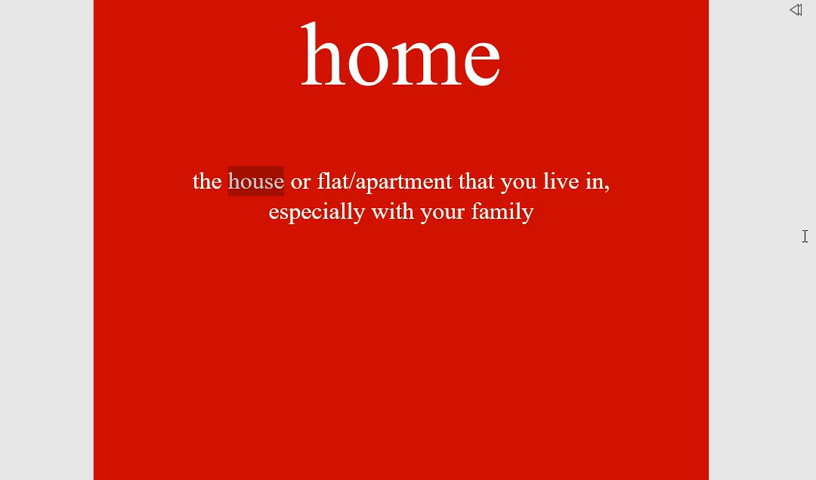 home
the house or flat/apartment that you live in,
especially with your family